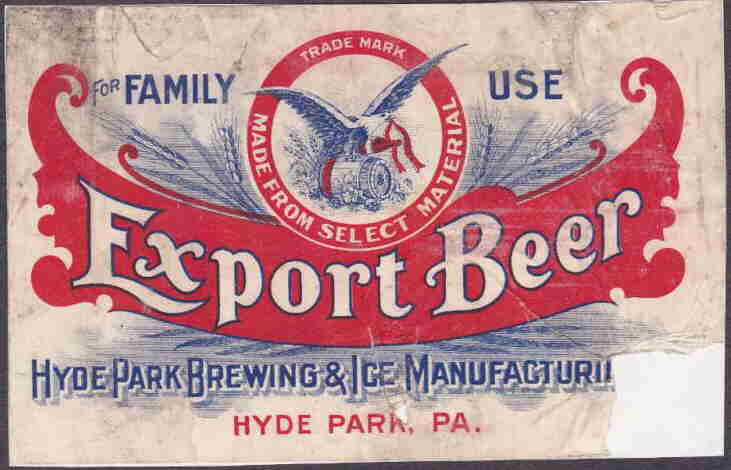 FOR FAMILY USE
TRADE MARK
MADE FROM SELECT MATERIAL
Export Beer
HYDE PARK BREWING & ICE MANUFACTURI
HYDE PARK, PA.